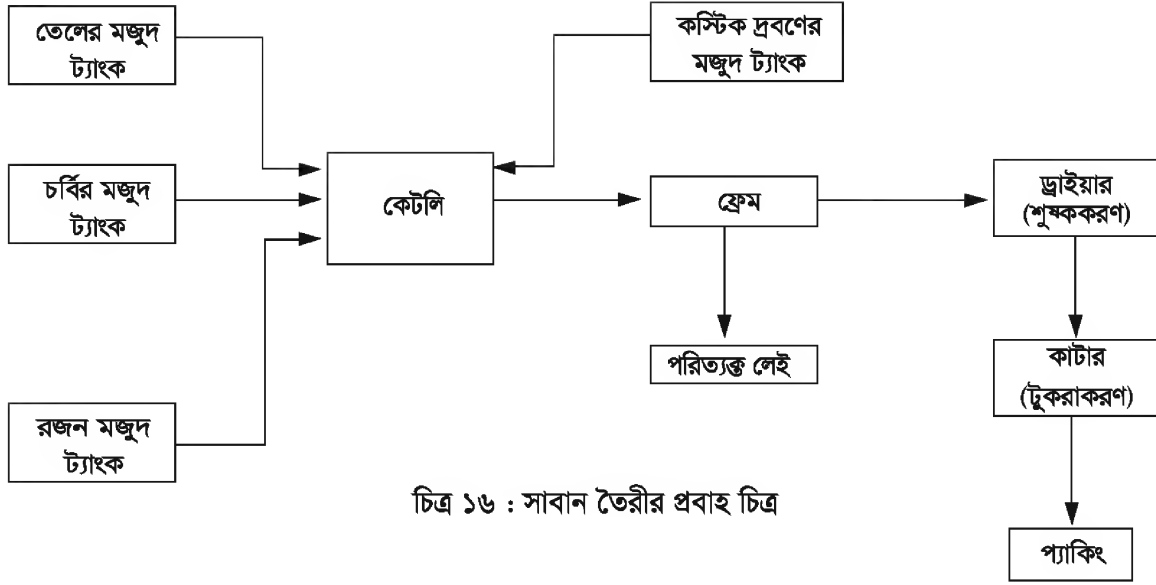 তেলের মজুদ
ট্যাংক
কস্টিক দ্রবণের
মজুদ ট্যাংক
চর্বির মজুদ
ট্যাংক
কেটলি
ফ্রেম
ড্রাইয়ার
(শুষ্ককরণ)
পরিত্যক্ত লেই
কাটার
(টুকরাকরণ)
রজন মজুদ
ট্যাংক
চিত্র ১৬ : সাবান তৈরীর প্রবাহ চিত্র
প্যাকিং